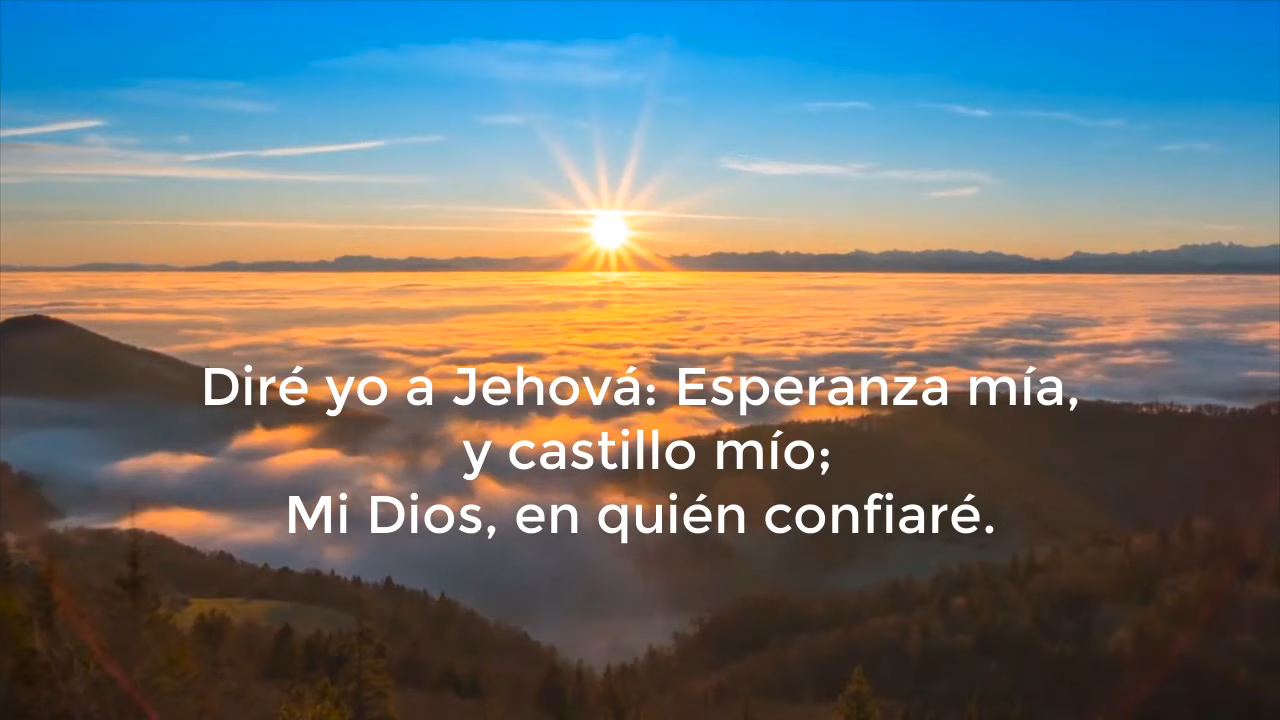 Diré yo a Jehová: Esperanza mía,
y castillo mío;
Mi Dios, en quién confiaré.